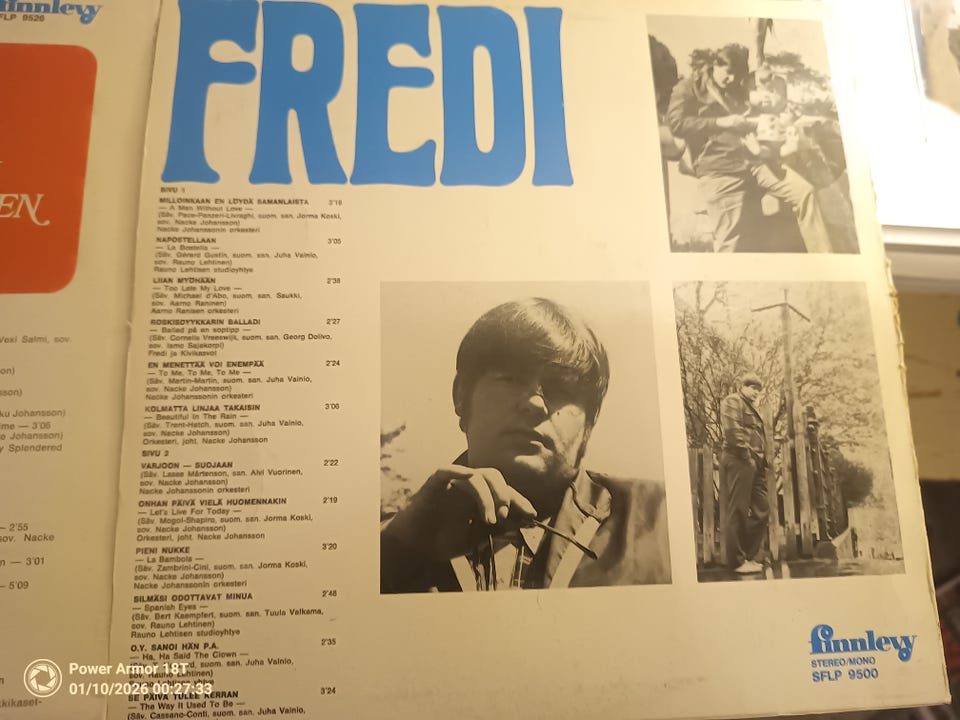 finnlevy
SFLP 9526
EN
Vexi Salmi, sov.
on)
sson)
ku Johansson)
ime — 3'06
Johansson)
y Splendered
— 2'55
sov. Nacke
n — 3'01
— 5'09
kkikaset-
FREDI
SIVU 1
MILLOINKAAN EN LÖYDÄ SAMANLAISTA 3'16
— A Man Without Love —
(Säv. Pace-Panzeri-Livraghi, suom. san. Jorma Koski,
sov. Nacke Johansson)
Nacke Johanssonin orkesteri
NAPOSTELLAAN 3'05
— La Bostella —
(Säv. Gérard Gustin, suom. san. Juha Vainio,
sov. Rauno Lehtinen)
Rauno Lehtisen studioyhtye
LIIAN MYÖHÄÄN 2'38
— Too Late My Love —
(Säv. Michael d'Abo, suom. san. Saukki,
sov. Aarno Raninen)
Aarno Ranisen orkesteri
ROSKISDYYKKARIN BALLADI 2'27
— Ballad på en soptipp —
(Säv. Cornelis Vreeswijk, suom. san. Georg Dolivo,
sov. Ismo Sajakorpi)
Fredi ja Kivikasvot
EN MENETTÄÄ VOI ENEMPÄÄ 2'24
— To Me, To Me, To Me —
(Säv. Martin-Martin, suom. san. Juha Vainio,
sov. Nacke Johansson)
Nacke Johanssonin orkesteri
KOLMATTA LINJAA TAKAISIN 3'06
— Beautiful In The Rain —
(Säv. Trent-Hatch, suom. san. Juha Vainio,
sov. Nacke Johansson)
Orkesteri, joht. Nacke Johansson
SIVU 2
VARJOON — SUOJAAN 2'22
(Säv. Lasse Mårtenson, san. Alvi Vuorinen,
sov. Nacke Johansson)
Nacke Johanssonin orkesteri
ONHAN PÄIVÄ VIELÄ HUOMENNAKIN 2'19
— Let's Live For Today —
(Säv. Mogol-Shapiro, suom. san. Jorma Koski,
sov. Nacke Johansson)
Orkesteri, joht. Nacke Johansson
PIENI NUKKE 3'20
— La Bambola —
(Säv. Zambrini-Cini, suom. san. Jorma Koski,
sov. Nacke Johansson)
Nacke Johanssonin orkesteri
SILMÄSI ODOTTAVAT MINUA 2'48
— Spanish Eyes —
(Säv. Bert Kaempfert, suom. san. Tuula Valkama,
sov. Rauno Lehtinen)
Rauno Lehtisen studioyhtye
O.Y. SANOI HÄN P.A. 2'35
— Ha, Ha Said The Clown —
suom. san. Juha Vainio,
sov. Rauno Lehtinen)
SE PÄIVÄ TULEE KERRAN 3'24
— The Way It Used To Be —
(Säv. Cassano-Conti, suom. san. Juha Vainio,
finnlevy
STEREO/MONO
SFLP 9500
Power Armor 18T
01/10/2026 00:27:33